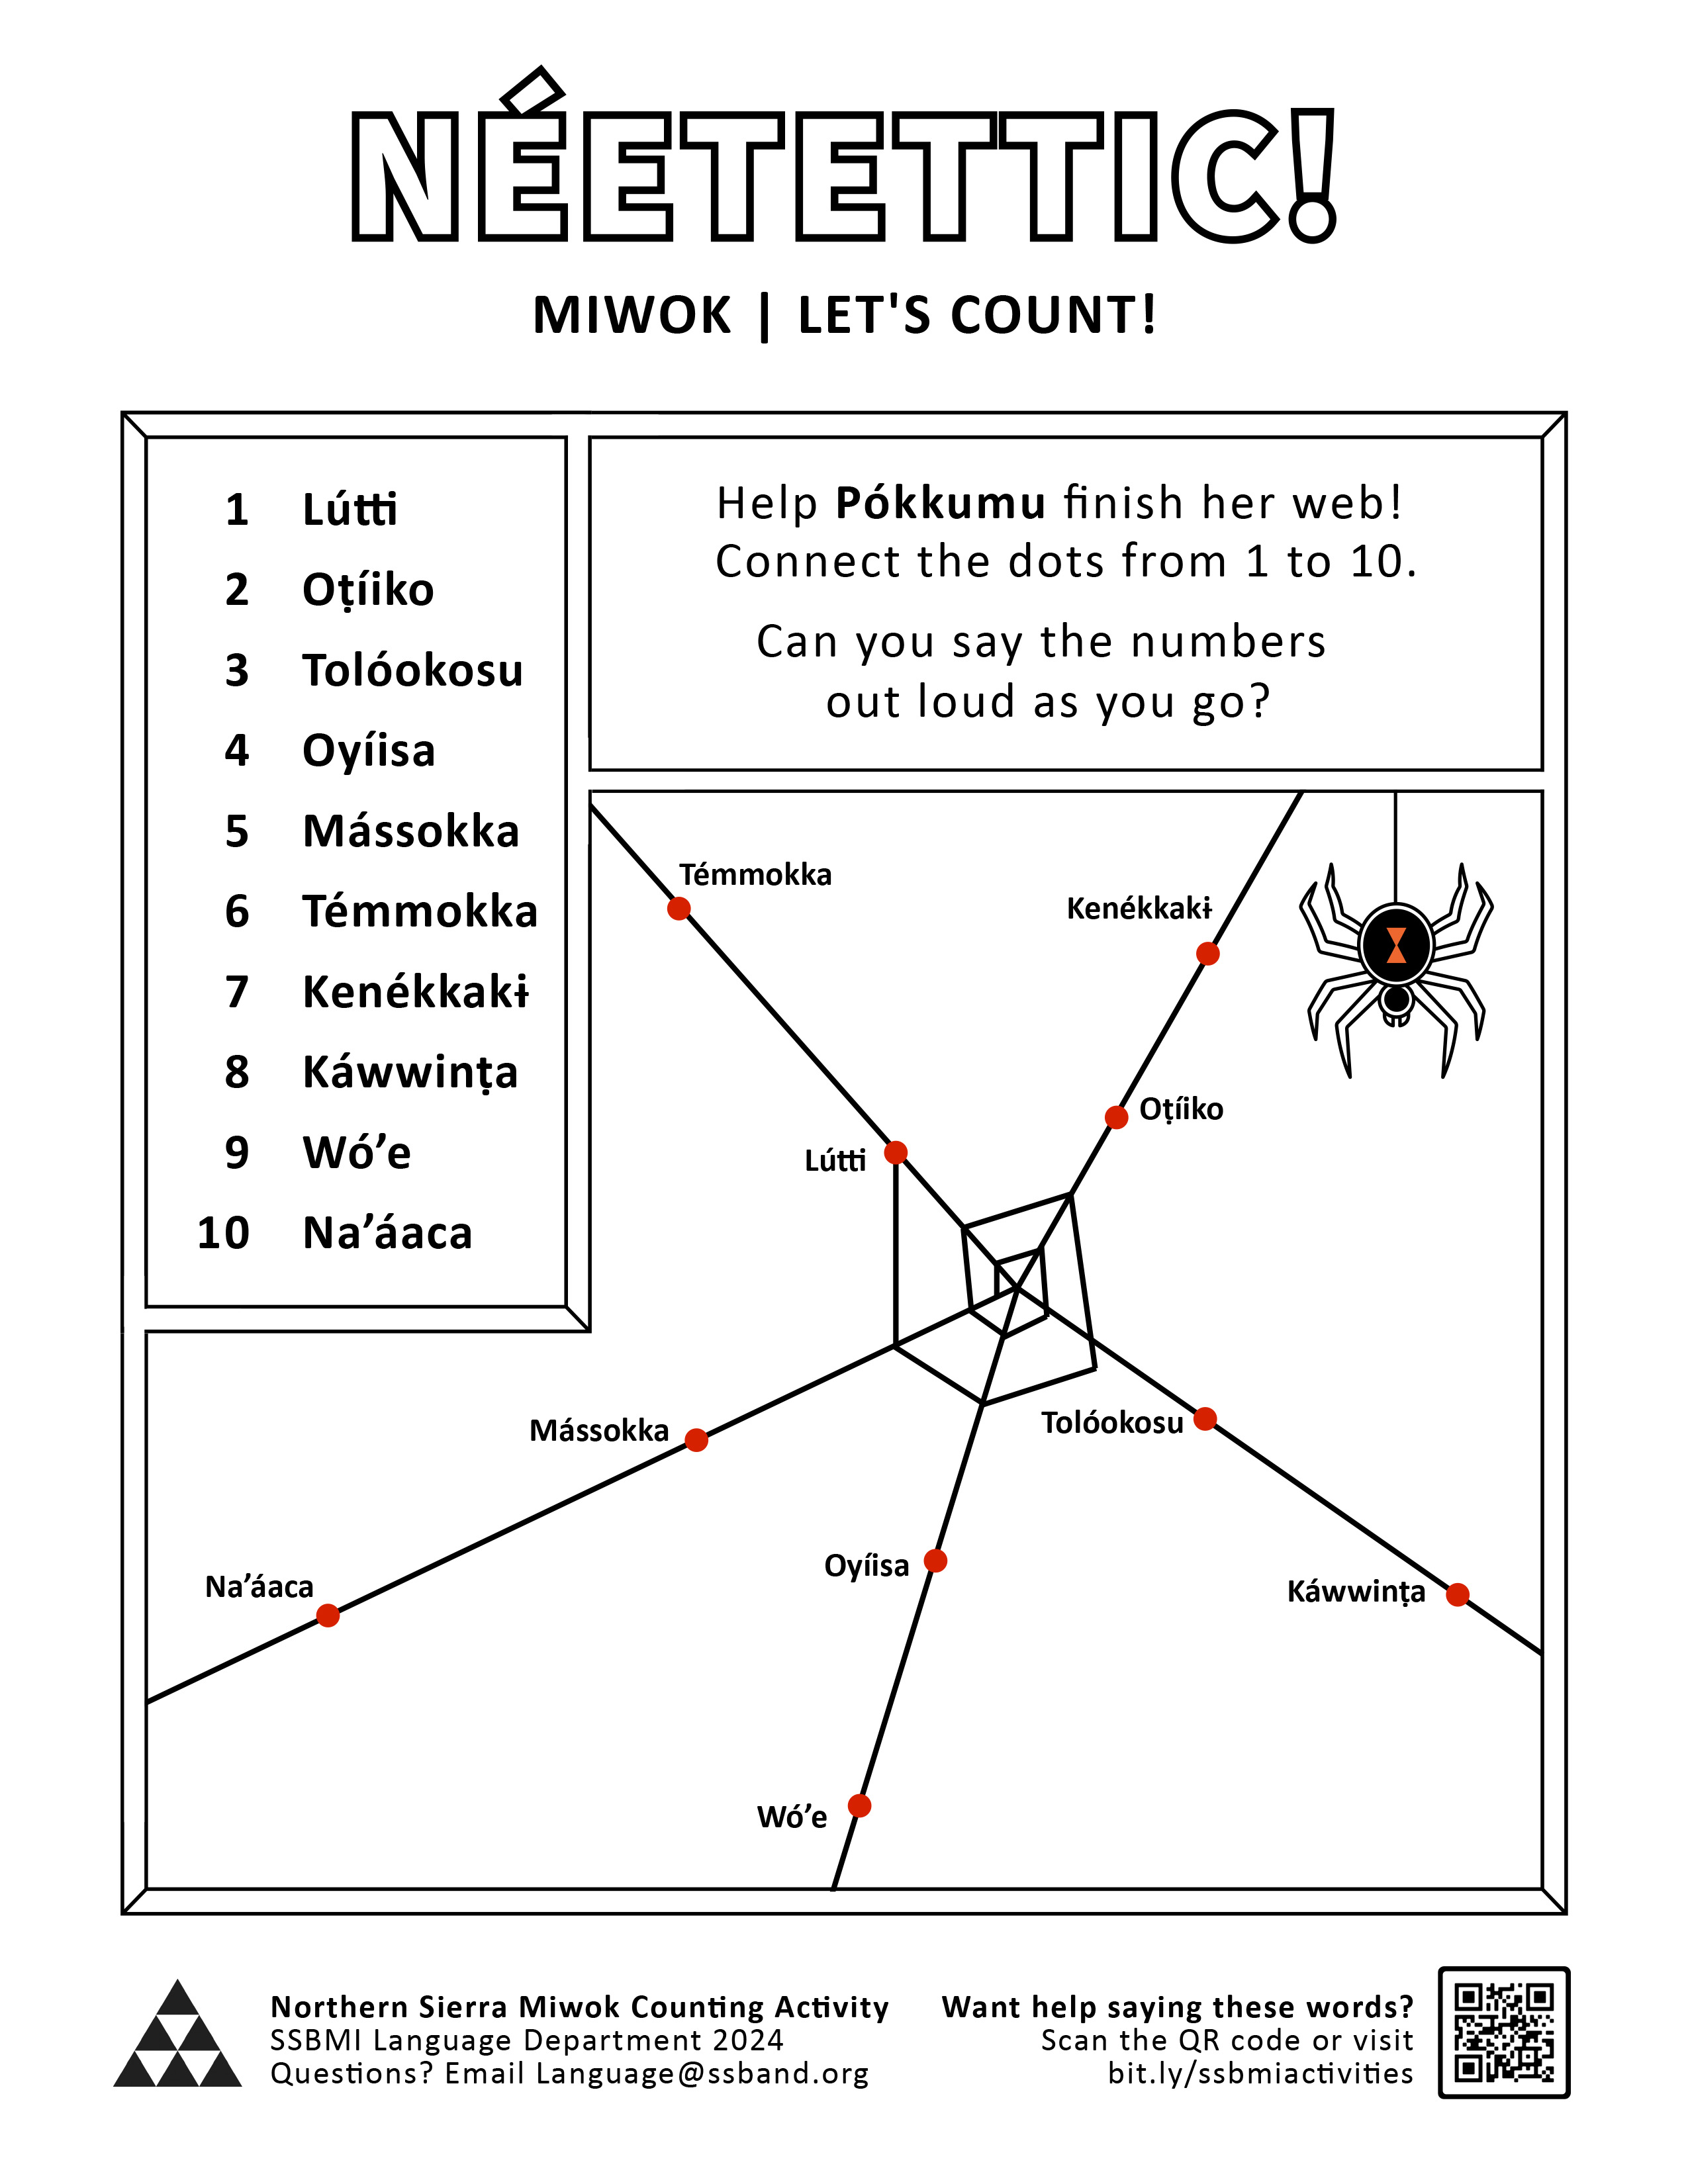 NÉETETTIC!
MIWOK | LET'S COUNT!
1 Lútti
2 Oṭíiko
3 Tolóokosu
4 Oyíisa
5 Mássokka
6 Témmokka
7 Kenékkakɨ
8 Káwwinṭa
9 Wó’e
10 Na’áaca
Help Pókkumu finish her web!
Connect the dots from 1 to 10.
Can you say the numbers
out loud as you go?
Témmokka
Kenékkakɨ
Oṭíiko
Lútti
Tolóokosu
Mássokka
Oyíisa
Na’áaca
Káwwinṭa
Wó’e
Northern Sierra Miwok Counting Activity
SSBMI Language Department 2024
Questions? Email Language@ssband.org
Want help saying these words?
Scan the QR code or visit
bit.ly/ssbmiactivities